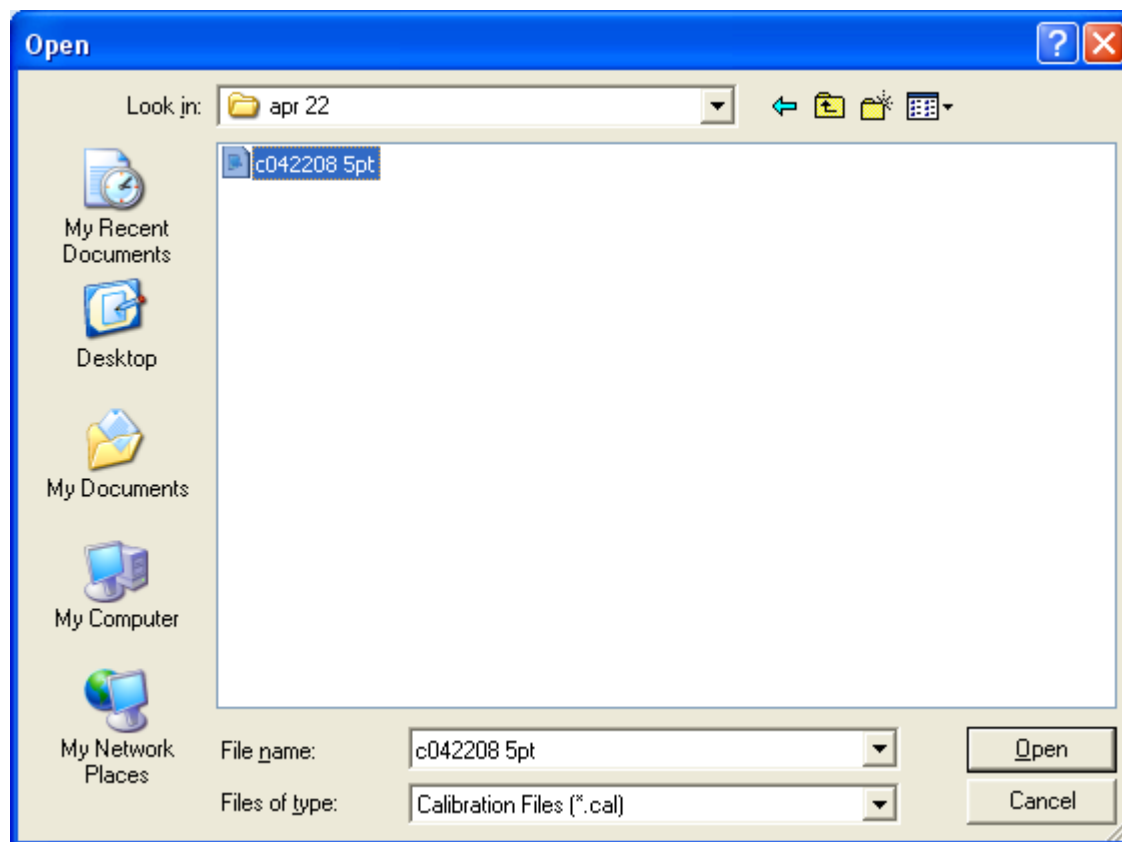 Open
Look in:
apr 22
c042208 5pt
My Recent
Documents
Desktop
My Documents
My Computer
My Network
Places
File name:
c042208 5pt
Open
Files of type:
Calibration Files (*.cal)
Cancel